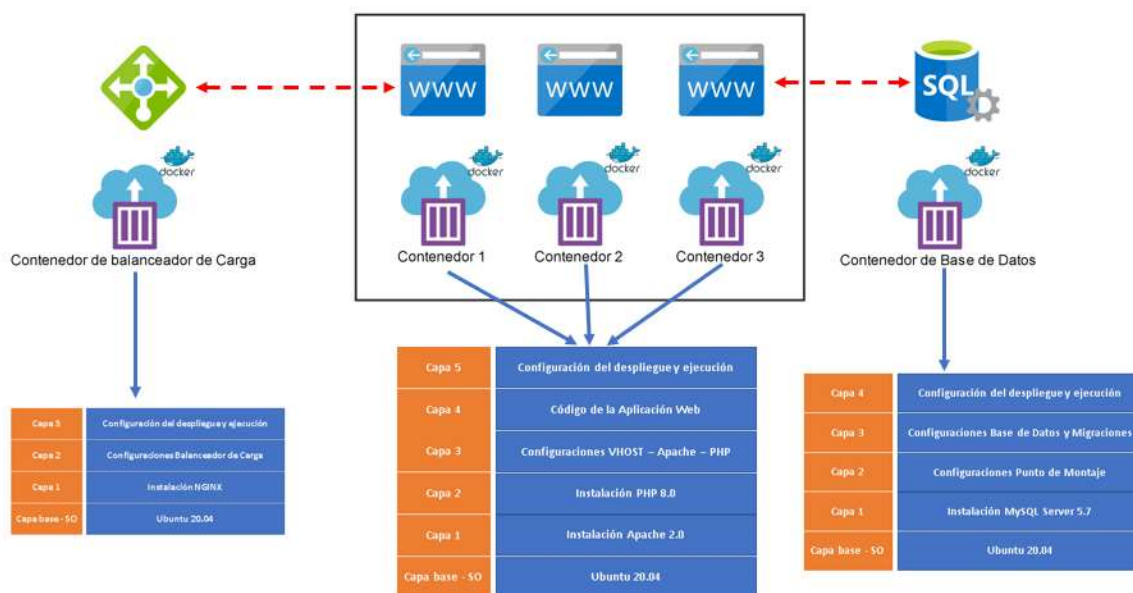 WWW
WWW
WWW
SQL
docker
docker
docker
docker
docker
Contenedor de balanceador de Carga
Contenedor 1
Contenedor 2
Contenedor 3
Contenedor de Base de Datos
Capa 3 Configuración del despliegue y ejecución
Capa 2 Configuraciones Balanceador de Carga
Capa 1 Instalación NGINX
Capa base - SO Ubuntu 20.04
Capa 5 Configuración del despliegue y ejecución
Capa 4 Código de la Aplicación Web
Capa 3 Configuraciones VHOST – Apache – PHP
Capa 2 Instalación PHP 8.0
Capa 1 Instalación Apache 2.0
Capa base - SO Ubuntu 20.04
Capa 4 Configuración del despliegue y ejecución
Capa 3 Configuraciones Base de Datos y Migraciones
Capa 2 Configuraciones Punto de Montaje
Capa 1 Instalación MySQL Server 5.7
Capa base - SO Ubuntu 20.04